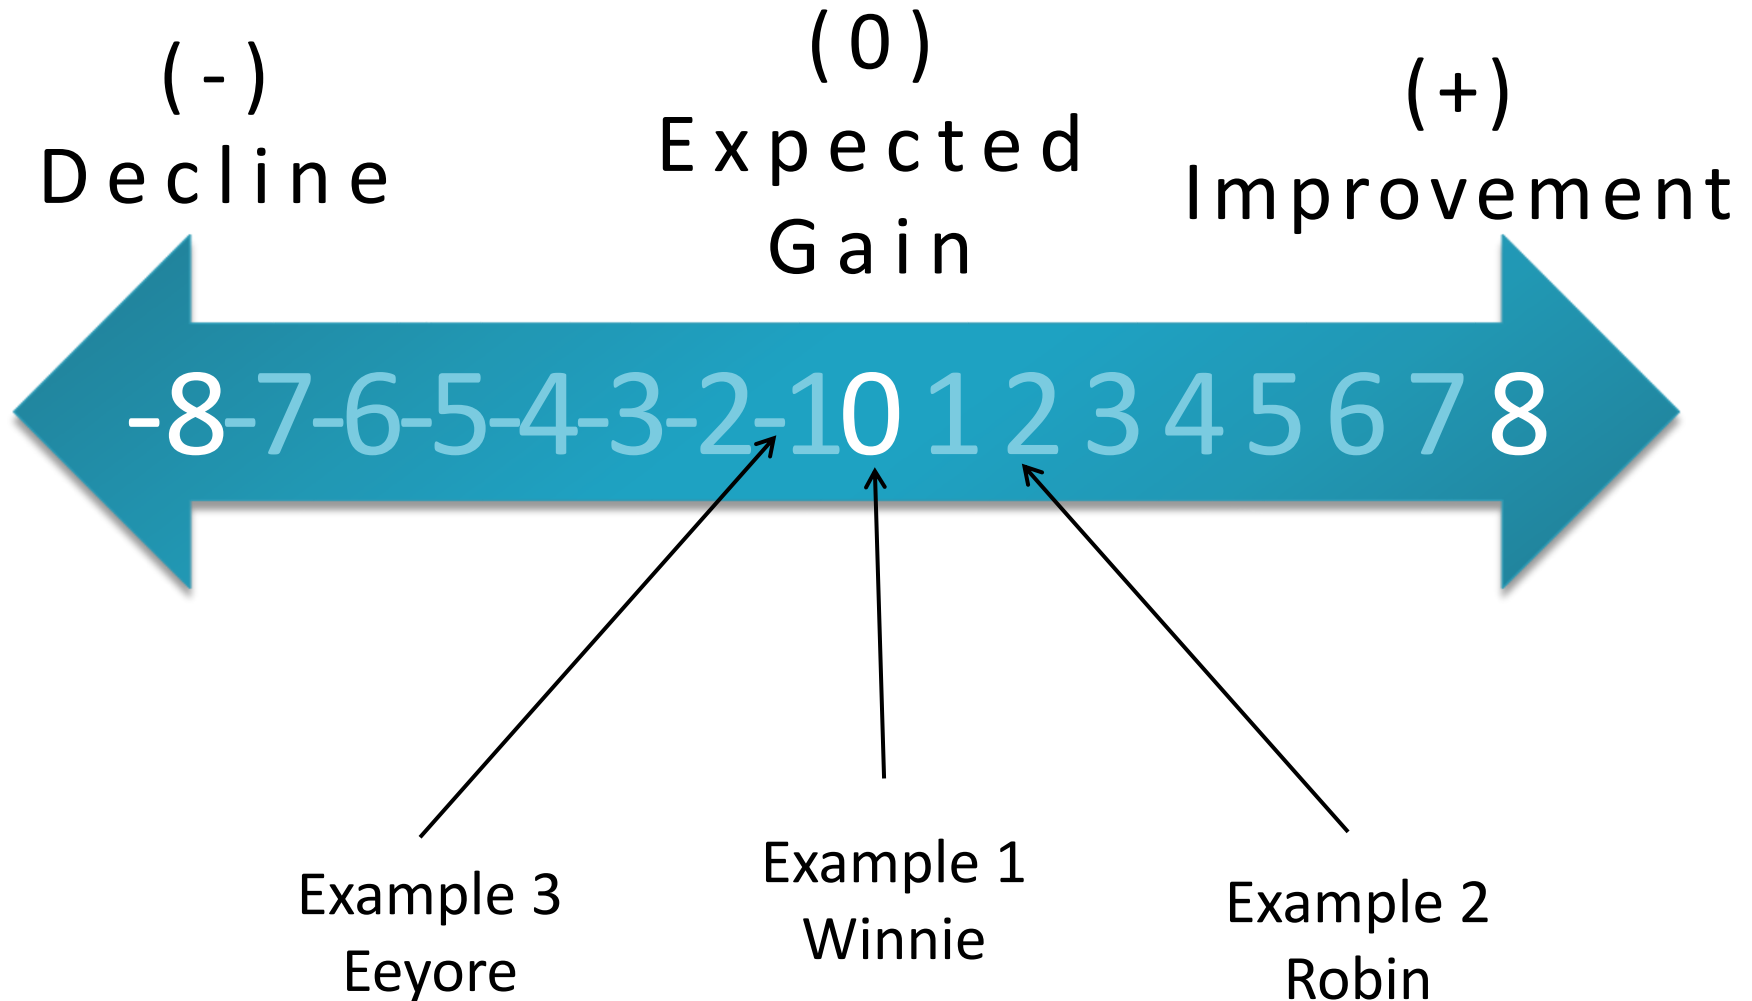 (-)
Decline
(0)
Expected
Gain
(+)
Improvement
-8 -7 -6 -5 -4 -3 -2 -1 0 1 2 3 4 5 6 7 8
Example 3
Eeyore
Example 1
Winnie
Example 2
Robin